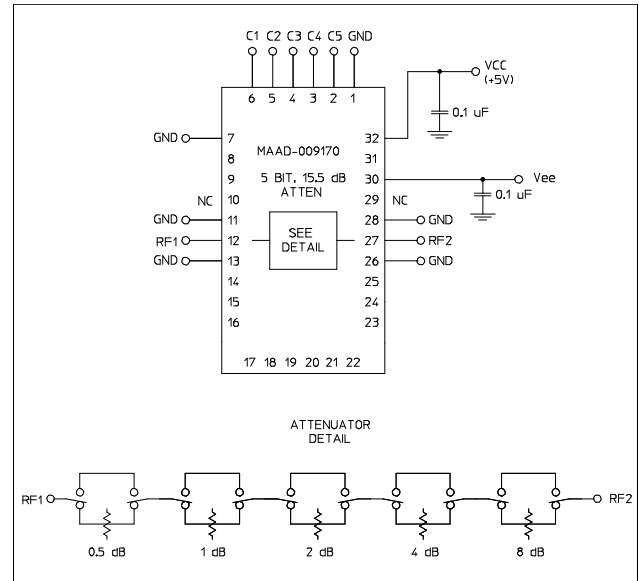 C1 C2 C3 C4 C5 GND
6 5 4 3 2 1
VCC
(+5V)
0.1 uF
GND 7
32
8
MAAD-009170
31
9
5 BIT, 15.5 dB
30
Vee
ATTEN
0.1 uF
NC 10
29 NC
GND 11
28 GND
RF1 12
SEE
DETAIL
27 RF2
GND 13
26 GND
14
25
15
24
16
23
17 18 19 20 21 22
ATTENUATOR
DETAIL
RF1
RF2
0.5 dB
1 dB
2 dB
4 dB
8 dB